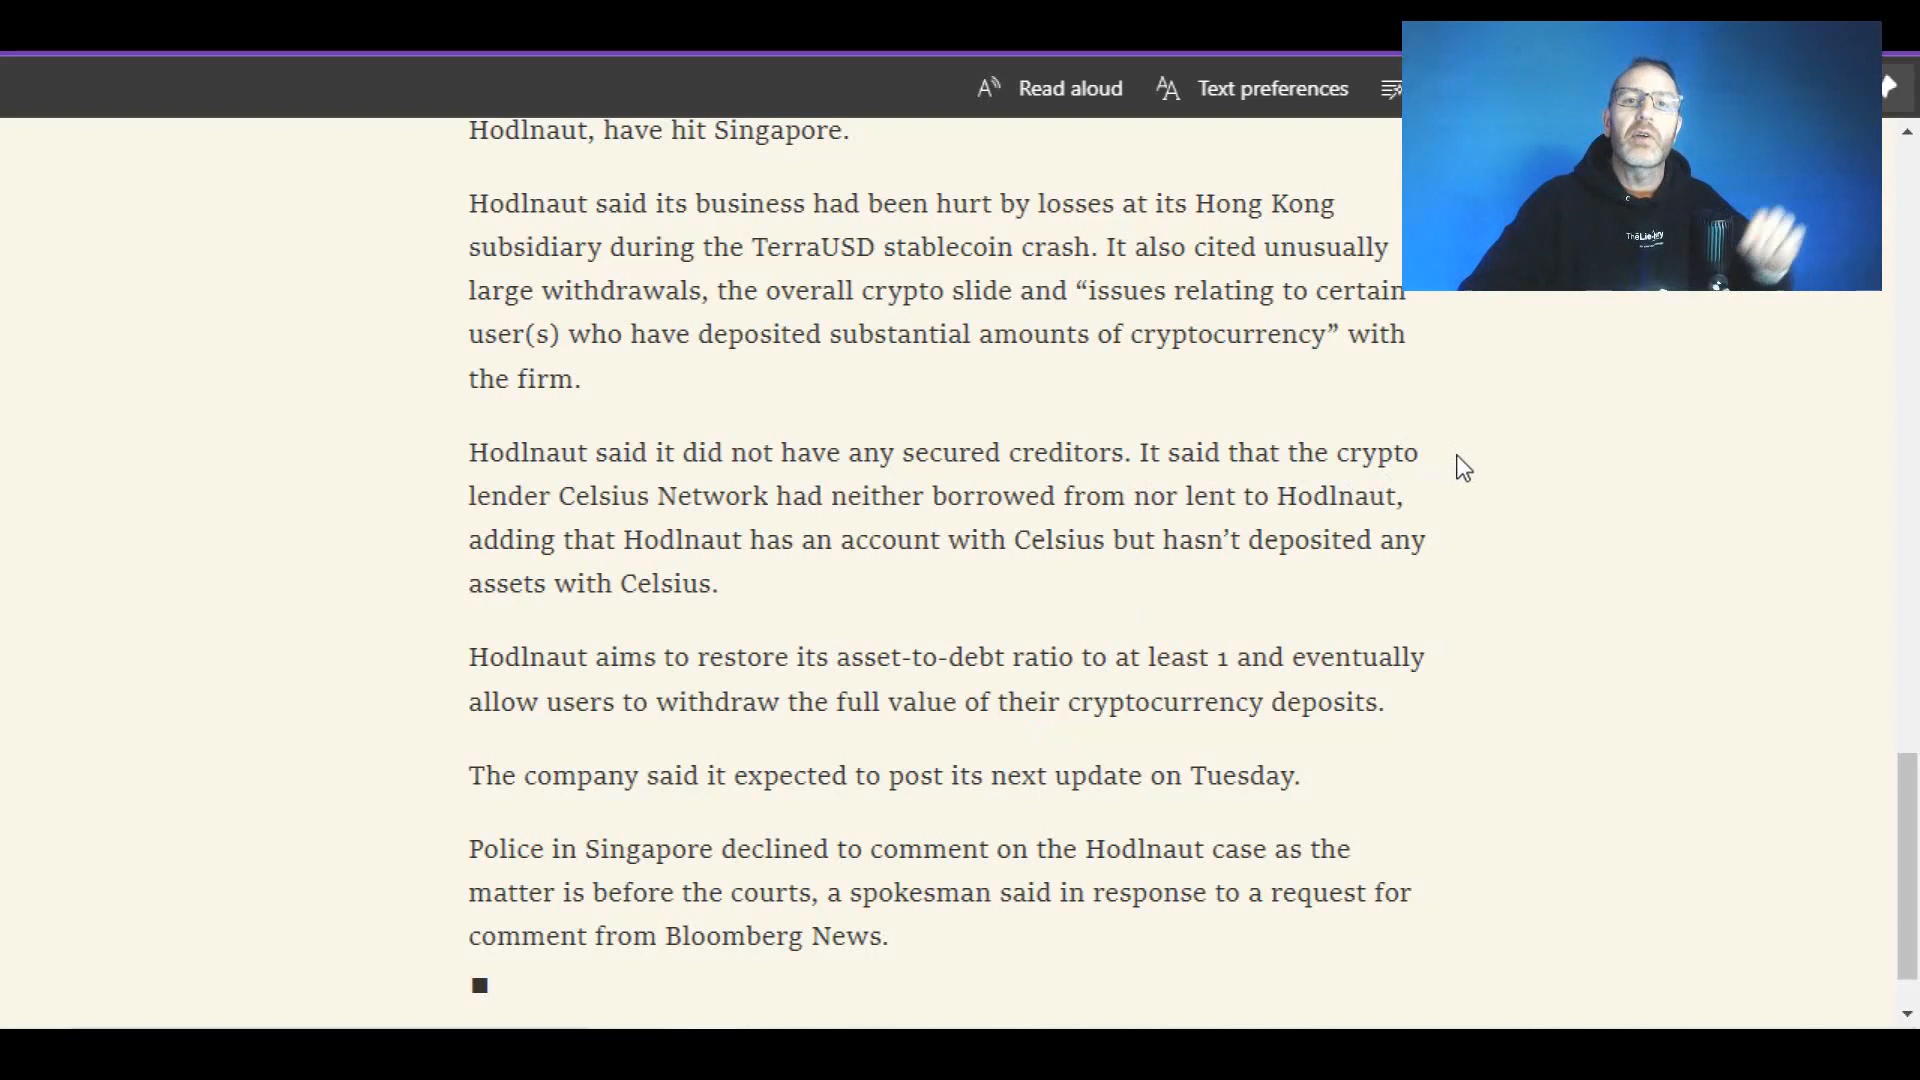 Read aloud
Text preferences
Hodlnaut, have hit Singapore.
Hodlnaut said its business had been hurt by losses at its Hong Kong
subsidiary during the TerraUSD stablecoin crash. It also cited unusually
large withdrawals, the overall crypto slide and “issues relating to certain
user(s) who have deposited substantial amounts of cryptocurrency” with
the firm.
Hodlnaut said it did not have any secured creditors. It said that the crypto
lender Celsius Network had neither borrowed from nor lent to Hodlnaut,
adding that Hodlnaut has an account with Celsius but hasn’t deposited any
assets with Celsius.
Hodlnaut aims to restore its asset-to-debt ratio to at least 1 and eventually
allow users to withdraw the full value of their cryptocurrency deposits.
The company said it expected to post its next update on Tuesday.
Police in Singapore declined to comment on the Hodlnaut case as the
matter is before the courts, a spokesman said in response to a request for
comment from Bloomberg News.